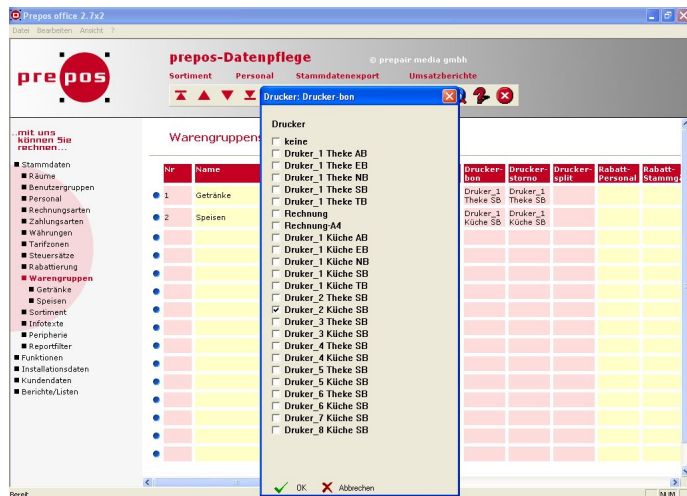 Prepos office 2.7x2
Datei Bearbeiten Ansicht ?
prepos
prepos-Datenpflege © prepair media gmbh
Sortiment Personal Stammdatenexport Umsatzberichte
..mit uns
können Sie
rechnen...
Stammdaten
Räume
Benutzergruppen
Personal
Rechnungsarten
Zahlungsarten
Währungen
Tarifzonen
Steuersätze
Rabattierung
Warengruppen
Getränke
Speisen
Sortiment
Infotexte
Peripherie
Reportfilter
Funktionen
Installationsdaten
Kundendaten
Berichte/Listen
Warengruppens
Nr Name
1 Getränke
2 Speisen
Drucker: Drucker-bon
Drucker
keine
Druker_1 Theke AB
Druker_1 Theke EB
Druker_1 Theke NB
Druker_1 Theke SB
Druker_1 Theke TB
Rechnung
Rechnung-A4
Druker_1 Küche AB
Druker_1 Küche EB
Druker_1 Küche NB
Druker_1 Küche SB
Druker_1 Küche TB
Druker_2 Theke SB
Druker_2 Küche SB
Druker_3 Theke SB
Druker_3 Küche SB
Druker_4 Theke SB
Druker_4 Küche SB
Druker_5 Theke SB
Druker_5 Küche SB
Druker_6 Theke SB
Druker_6 Küche SB
Druker_7 Küche SB
Druker_8 Küche SB
OK Abbrechen
Drucker- Drucker- Drucker- Rabatt- Rabatt-
bon storno split Personal Stammgä
Druker_1 Druker_1
Theke SB Theke SB
Druker_1 Druker_1
Küche SB Küche SB
Bereit NUM